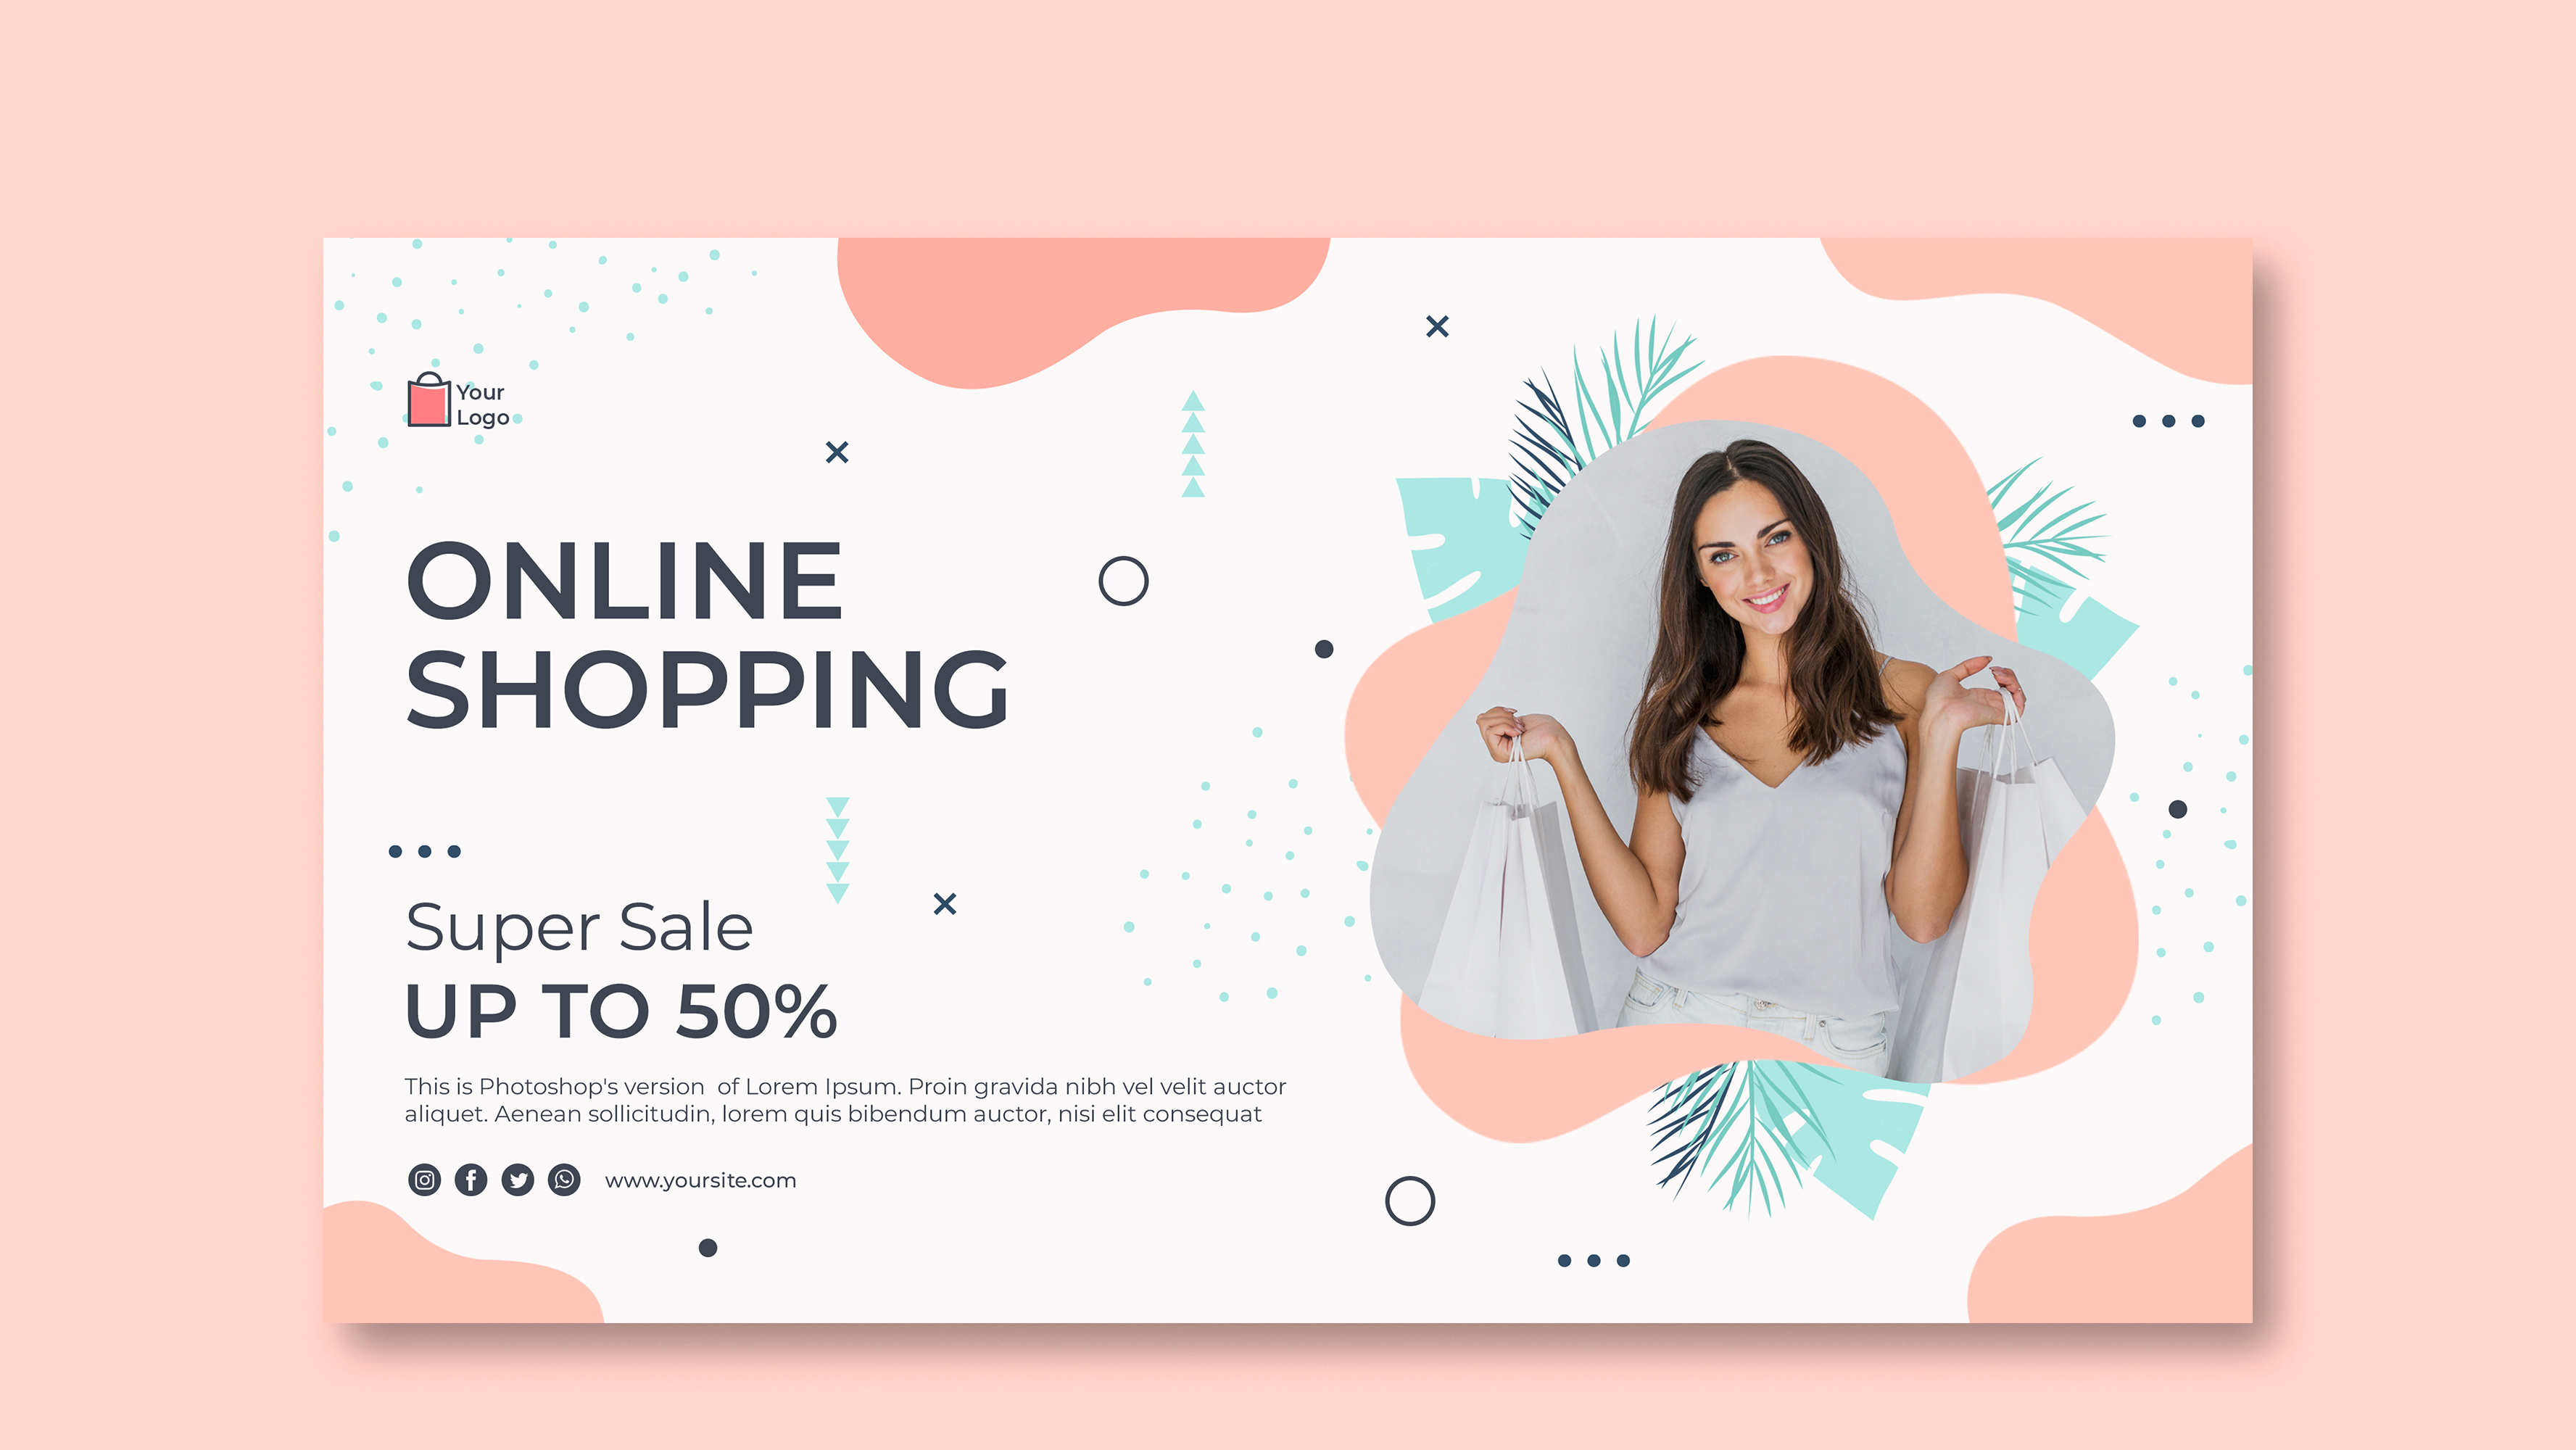 Your
Logo
ONLINE
SHOPPING
Super Sale
UP TO 50%
This is Photoshop's version  of Lorem Ipsum. Proin gravida nibh vel velit auctor
aliquet. Aenean sollicitudin, lorem quis bibendum auctor, nisi elit consequat
www.yoursite.com